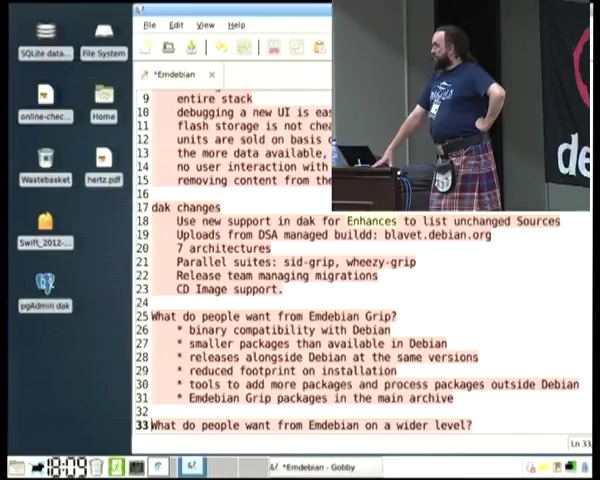 File Edit View Help
SQLite data...
File System
*Emdebian
online-chec...
Home
9 entire stack
10 debugging a new UI is eas
11 flash storage is not chea
12 units are sold on basis o
13 the more data available,
14 no user interaction with
15 removing content from the
Wastebasket
hertz.pdf
de
16
17 dak changes
18 Use new support in dak for Enhances to list unchanged Sources
19 Uploads from DSA managed buildd: blavet.debian.org
20 7 architectures
21 Parallel suites: sid-grip, wheezy-grip
22 Release team managing migrations
23 CD Image support.
Swift_2012-...
pgAdmin dak
24
25 What do people want from Emdebian Grip?
26 * binary compatibility with Debian
27 * smaller packages than available in Debian
28 * releases alongside Debian at the same versions
29 * reduced footprint on installation
30 * tools to add more packages and process packages outside Debian
31 * Emdebian Grip packages in the main archive
32
33 What do people want from Emdebian on a wider level?
Ln 33
18:09
*Emdebian - Gobby